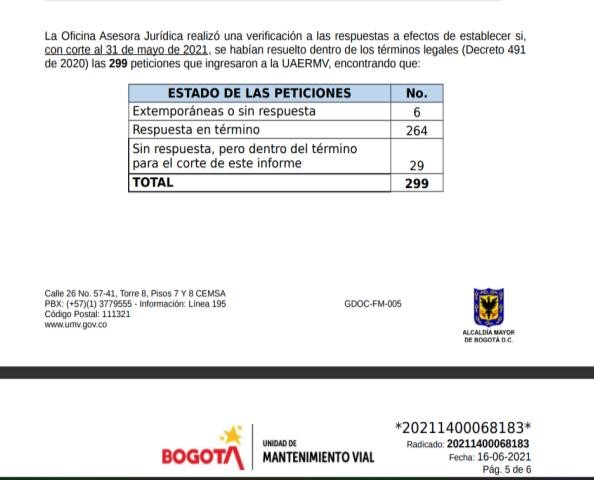 La Oficina Asesora Jurídica realizó una verificación a las respuestas a efectos de establecer si,
con corte al 31 de mayo de 2021, se habían resuelto dentro de los términos legales (Decreto 491
de 2020) las 299 peticiones que ingresaron a la UAERMV, encontrando que:
ESTADO DE LAS PETICIONES No.
Extemporáneas o sin respuesta 6
Respuesta en término 264
Sin respuesta, pero dentro del término
para el corte de este informe 29
TOTAL 299
Calle 26 No. 57-41, Torre 8, Pisos 7 Y 8 CEMSA
PBX: (+57)(1) 3779555 - Información: Línea 195
Código Postal: 111321
www.umv.gov.co
GDOC-FM-005
ALCALDÍA MAYOR
DE BOGOTÁ D.C.
BOGOTÁ
UNIDAD DE
MANTENIMIENTO VIAL
*20211400068183*
Radicado: 20211400068183
Fecha: 16-06-2021
Pág. 5 de 6